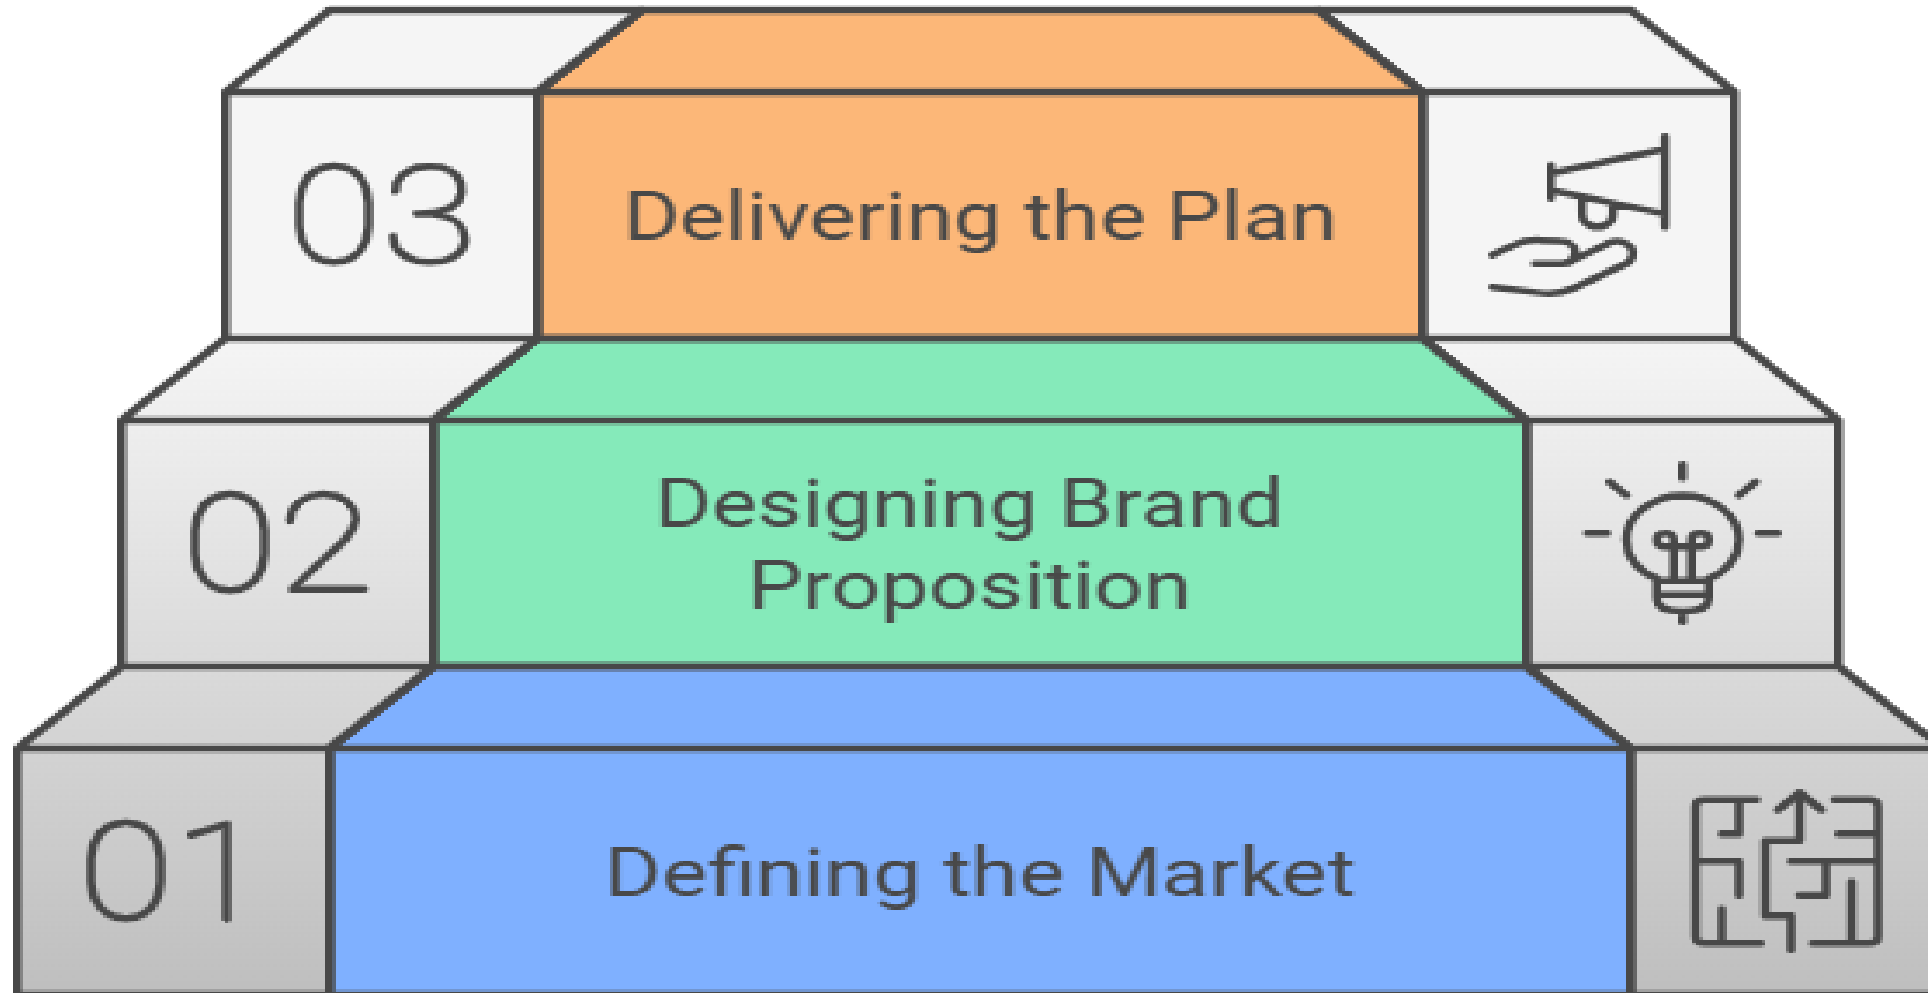 03
Delivering the Plan
02
Designing Brand
Proposition
01
Defining the Market